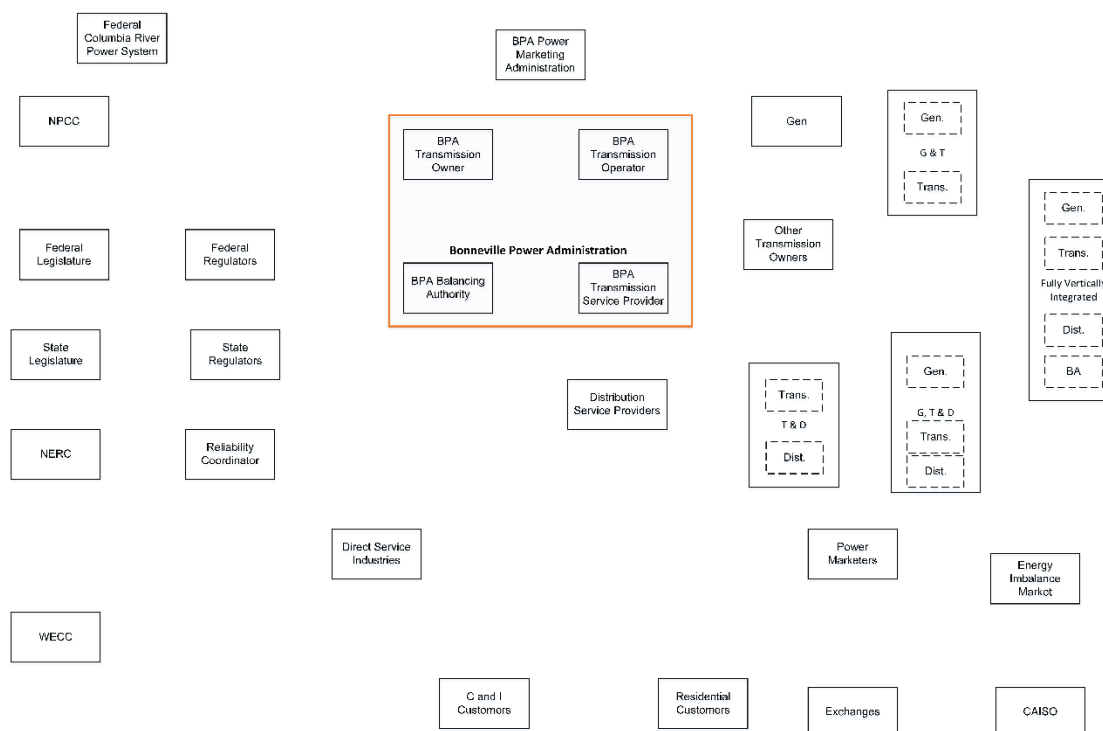 Federal
Columbia River
Power System
BPA Power
Marketing
Administration
NPCC
Gen
Gen.
G & T
Trans.
BPA
Transmission
Owner
BPA
Transmission
Operator
Bonneville Power Administration
BPA Balancing
Authority
BPA
Transmission
Service Provider
Other
Transmission
Owners
Gen.
Trans.
Fully Vertically
Integrated
Dist.
BA
Federal
Legislature
Federal
Regulators
State
Legislature
State
Regulators
Distribution
Service Providers
Trans.
T & D
Dist.
Gen.
G, T & D
Trans.
Dist.
NERC
Reliability
Coordinator
Direct Service
Industries
Power
Marketers
Energy
Imbalance
Market
WECC
C and I
Customers
Residential
Customers
Exchanges
CAISO